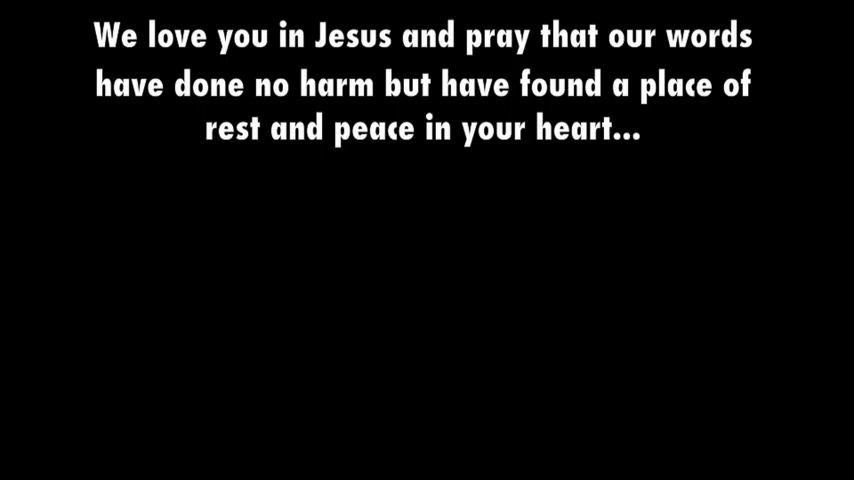 We love you in Jesus and pray that our words
have done no harm but have found a place of
rest and peace in your heart...